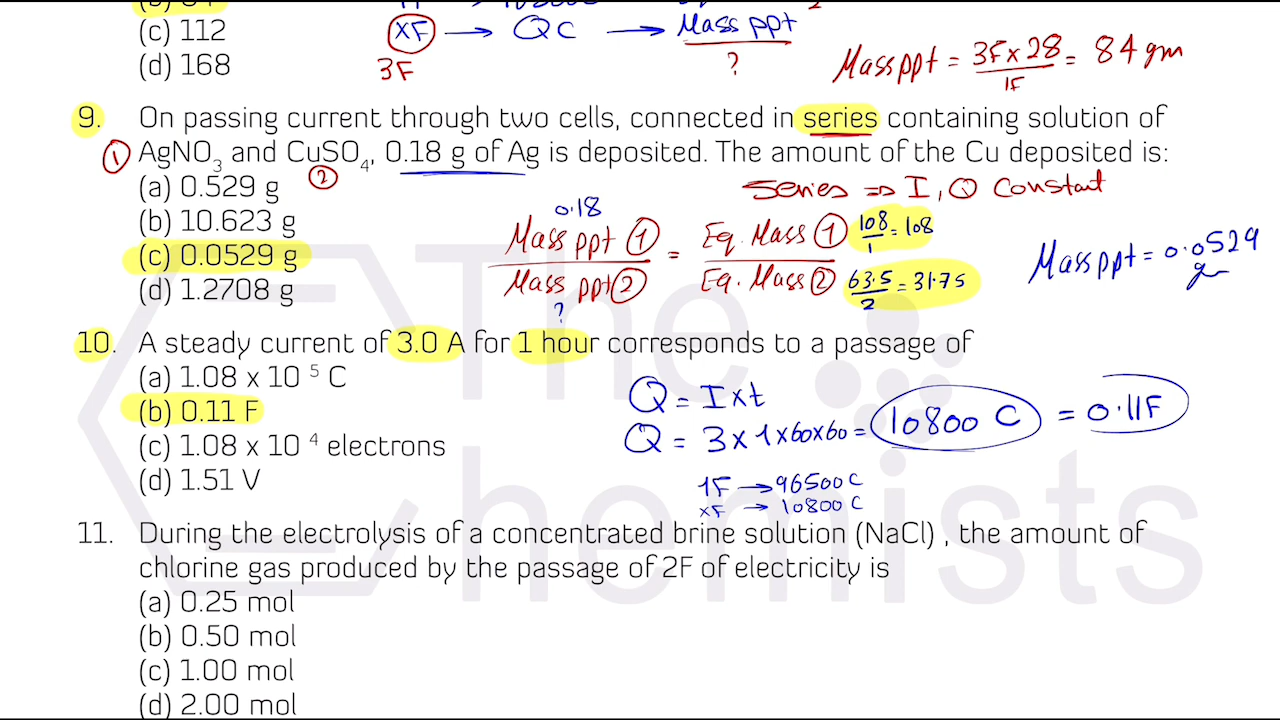 (c) 112
(d) 168
XF → QC → Mass ppt
3F
?
Mass ppt = 3F×28 / 1F = 84 gm
9. On passing current through two cells, connected in series containing solution of
① AgNO₃ and CuSO₄, 0.18 g of Ag is deposited. The amount of the Cu deposited is:
②
(a) 0.529 g
(b) 10.623 g
(c) 0.0529 g
(d) 1.2708 g
Series ⇒ I, Q Constant
0.18
Mass ppt ① / Mass ppt ② = Eq. Mass ① / Eq. Mass ②
?
108/1 = 108
63.5/2 = 31.75
Mass ppt = 0.0529
gm
10. A steady current of 3.0 A for 1 hour corresponds to a passage of
(a) 1.08 x 10 ⁵ C
(b) 0.11 F
(c) 1.08 x 10 ⁴ electrons
(d) 1.51 V
Q = I×t
Q = 3×1×60×60 = 10800 C = 0.11F
1F → 96500 C
XF → 10800 C
11. During the electrolysis of a concentrated brine solution (NaCl) , the amount of
chlorine gas produced by the passage of 2F of electricity is
(a) 0.25 mol
(b) 0.50 mol
(c) 1.00 mol
(d) 2.00 mol
The
Chemists